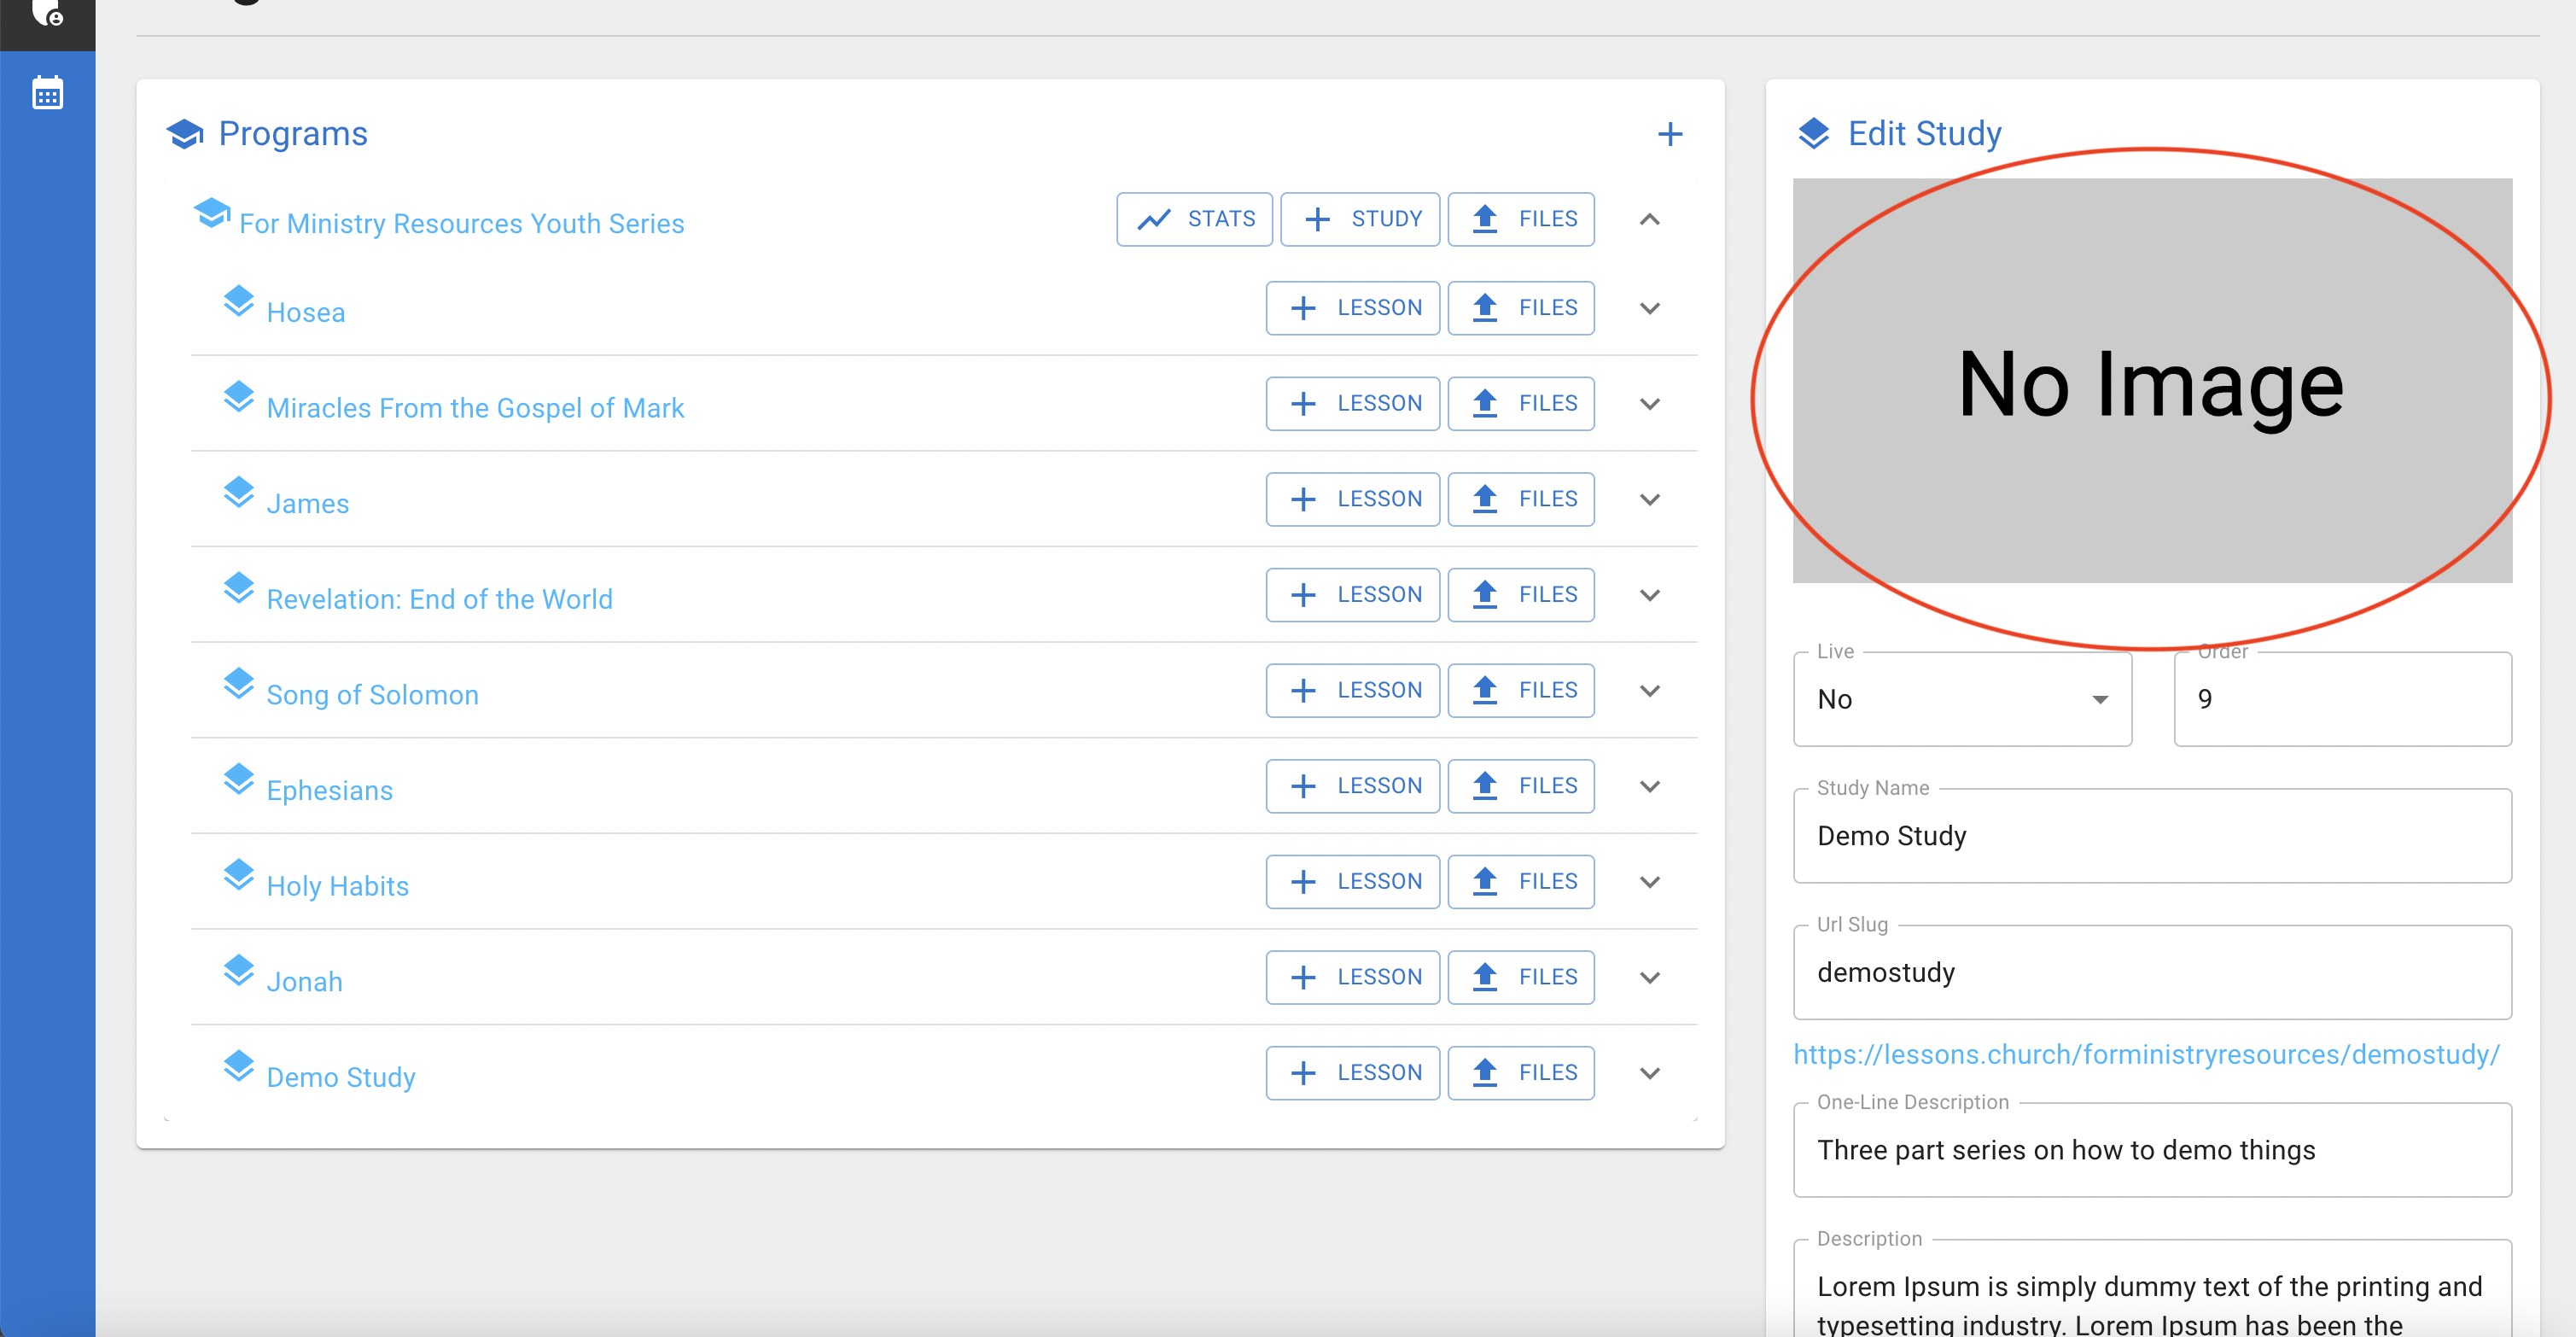 Programs
For Ministry Resources Youth Series
STATS
STUDY
FILES
Hosea
LESSON
FILES
Miracles From the Gospel of Mark
LESSON
FILES
James
LESSON
FILES
Revelation: End of the World
LESSON
FILES
Song of Solomon
LESSON
FILES
Ephesians
LESSON
FILES
Holy Habits
LESSON
FILES
Jonah
LESSON
FILES
Demo Study
LESSON
FILES
Edit Study
No Image
Live
No
Order
9
Study Name
Demo Study
Url Slug
demostudy
https://lessons.church/forministryresources/demostudy/
One-Line Description
Three part series on how to demo things
Description
Lorem Ipsum is simply dummy text of the printing and
typesetting industry. Lorem Ipsum has been the